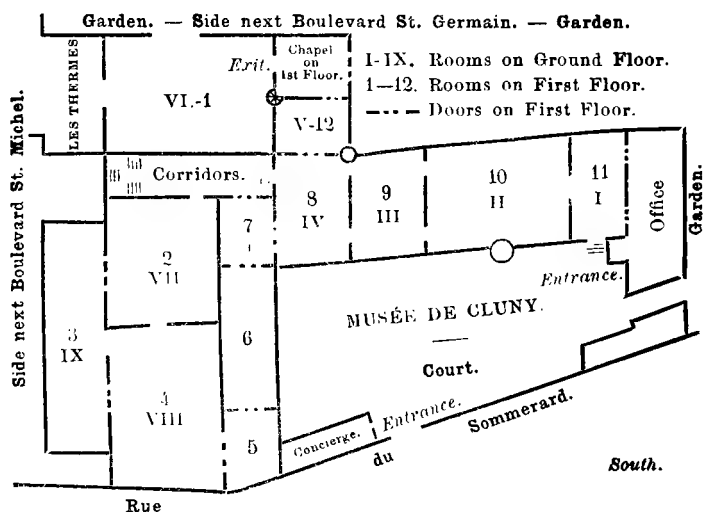 Garden. — Side next Boulevard St. Germain. — Garden.
LES THERMES
Exit.
Chapel
on
1st Floor.
I-IX. Rooms on Ground Floor.
1—12. Rooms on First Floor.
Doors on First Floor.
VI.-1
V-12
Side next Boulevard St. Michel.
Corridors.
8
IV
9
III
10
II
11
I
Office
Garden.
7
2
VII
Entrance.
MUSÉE DE CLUNY.
3
IX
6
Court.
4
VIII
5
Concierge.
Entrance.
Rue
du
Sommerard.
South.